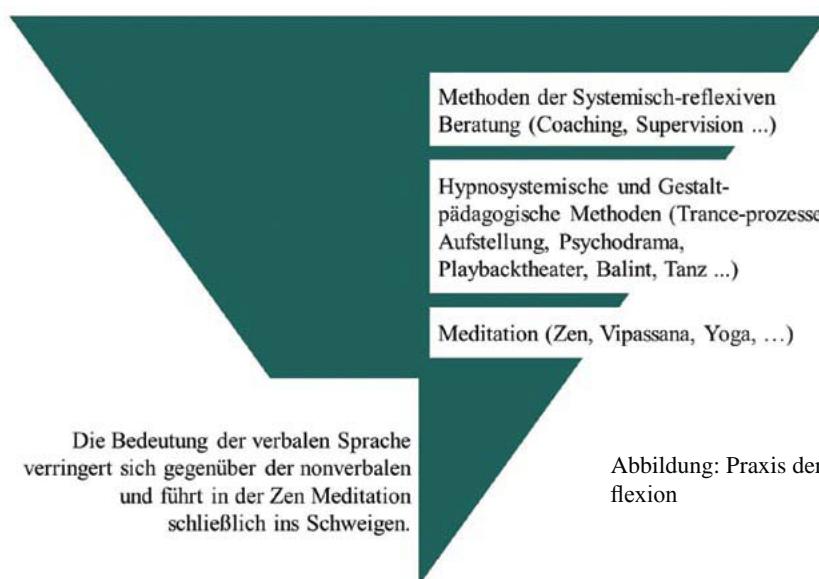 Methoden der Systemisch-reflexiven
Beratung (Coaching, Supervision ...)
Hypnosystemische und Gestalt-
pädagogische Methoden (Trance-prozesse
Aufstellung, Psychodrama,
Playbacktheater, Balint, Tanz ...)
Meditation (Zen, Vipassana, Yoga, …)
Die Bedeutung der verbalen Sprache
verringert sich gegenüber der nonverbalen
und führt in der Zen Meditation
schließlich ins Schweigen.
Abbildung: Praxis der
flexion